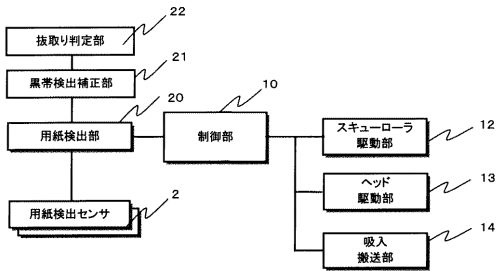 22
抜取り判定部
21
黒帯検出補正部
20
用紙検出部
10
制御部
スキューローラ
駆動部
12
ヘッド
駆動部
13
吸入
搬送部
14
用紙検出センサ
2